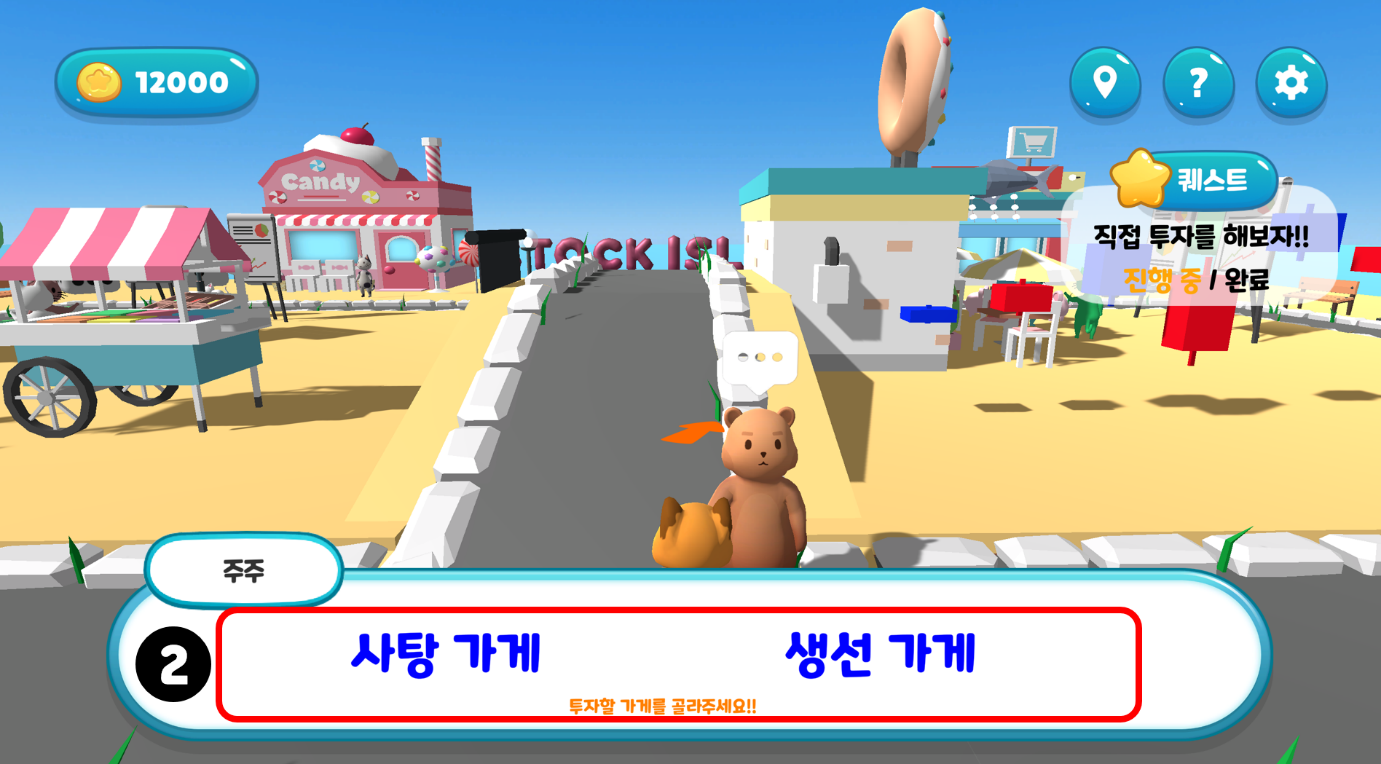 12000
?
Candy
TOCK ISL
퀘스트
직접 투자를 해보자!!
진행 중 / 완료
주주
2
사탕 가게
생선 가게
투자할 가게를 골라주세요!!